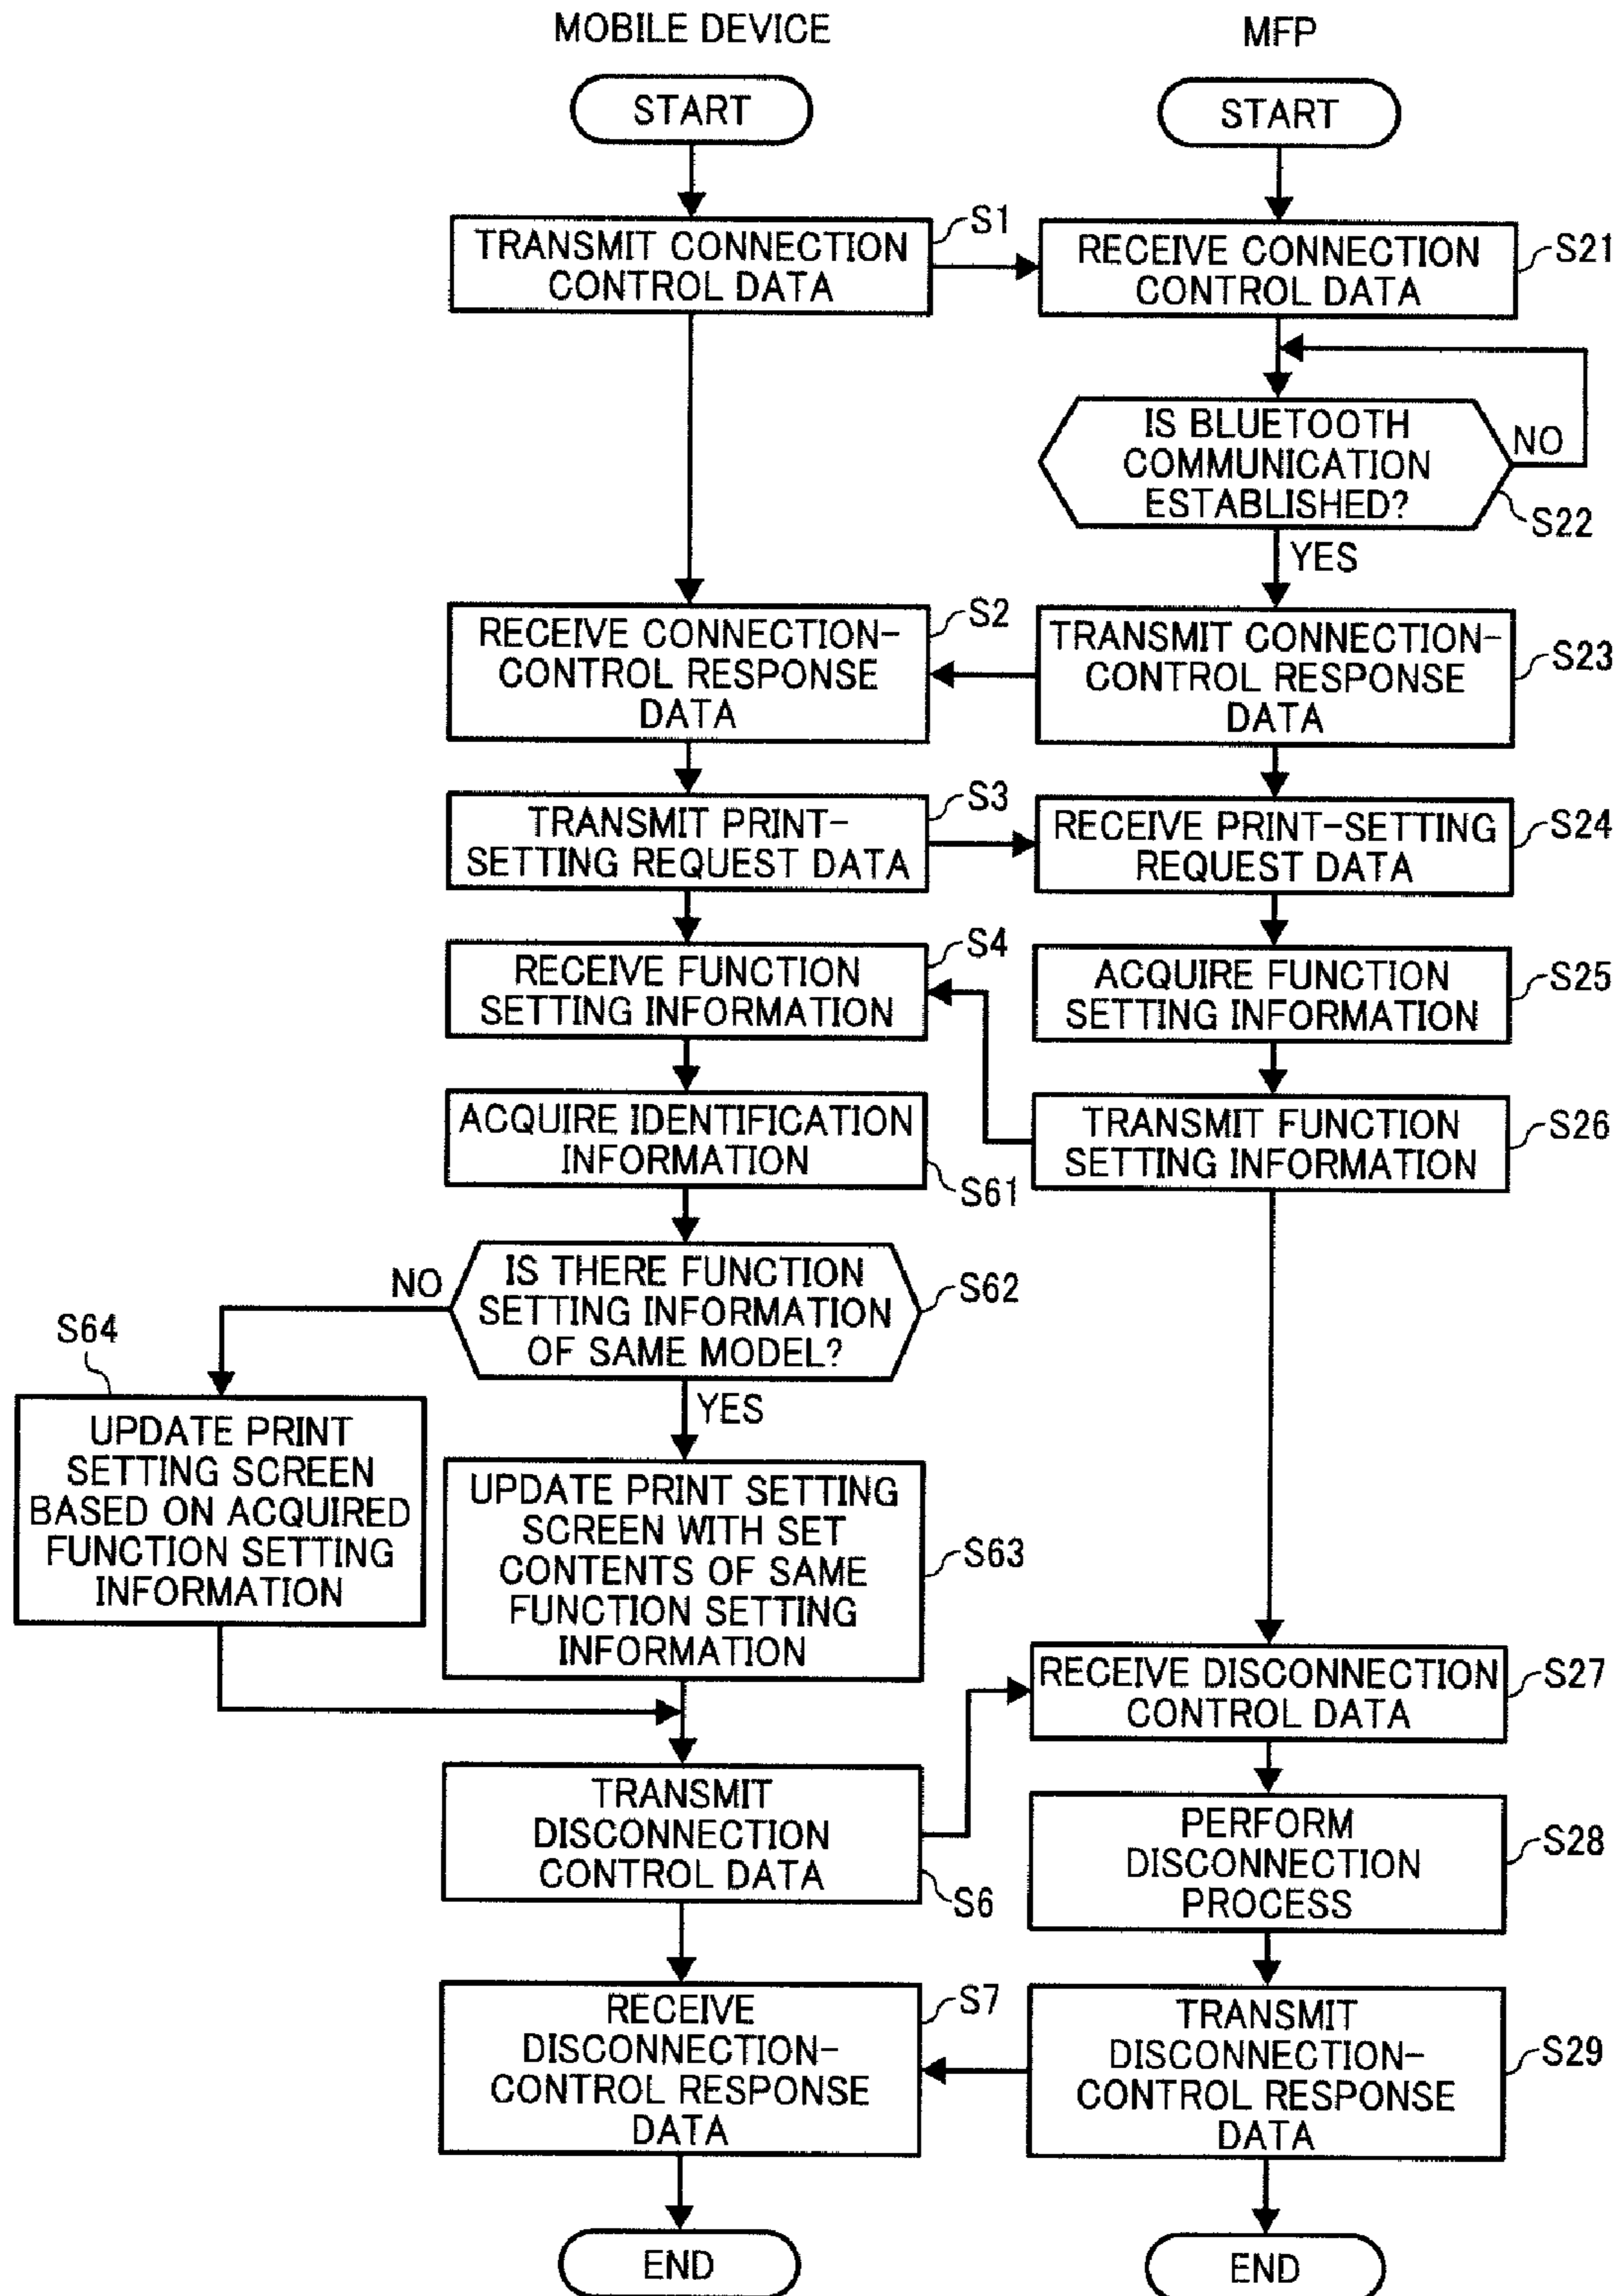 MOBILE DEVICE
MFP
START
START
TRANSMIT CONNECTION
CONTROL DATA
S1
RECEIVE CONNECTION
CONTROL DATA
S21
IS BLUETOOTH
COMMUNICATION
ESTABLISHED?
NO
S22
YES
RECEIVE CONNECTION-
CONTROL RESPONSE
DATA
S2
TRANSMIT CONNECTION-
CONTROL RESPONSE
DATA
S23
TRANSMIT PRINT-
SETTING REQUEST DATA
S3
RECEIVE PRINT-SETTING
REQUEST DATA
S24
RECEIVE FUNCTION
SETTING INFORMATION
S4
ACQUIRE FUNCTION
SETTING INFORMATION
S25
ACQUIRE IDENTIFICATION
INFORMATION
S61
TRANSMIT FUNCTION
SETTING INFORMATION
S26
IS THERE FUNCTION
SETTING INFORMATION
OF SAME MODEL?
NO
S62
S64
YES
UPDATE PRINT
SETTING SCREEN
BASED ON ACQUIRED
FUNCTION SETTING
INFORMATION
UPDATE PRINT SETTING
SCREEN WITH SET
CONTENTS OF SAME
FUNCTION SETTING
INFORMATION
S63
RECEIVE DISCONNECTION
CONTROL DATA
S27
TRANSMIT
DISCONNECTION
CONTROL DATA
S6
PERFORM
DISCONNECTION
PROCESS
S28
RECEIVE
DISCONNECTION-
CONTROL RESPONSE
DATA
S7
TRANSMIT
DISCONNECTION-
CONTROL RESPONSE
DATA
S29
END
END